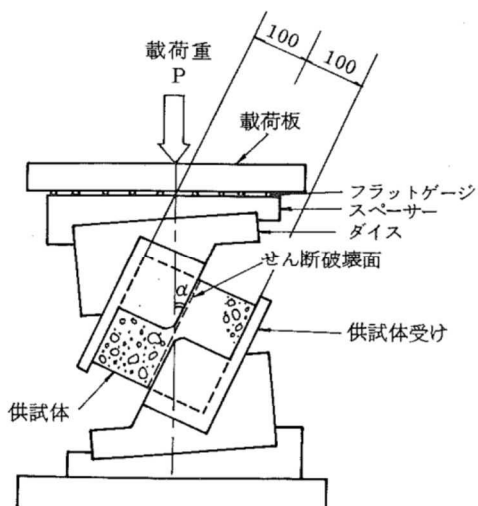 100
100
載荷重
P
載荷板
フラットゲージ
スペーサー
ダイス
せん断破壊面
α
供試体受け
供試体